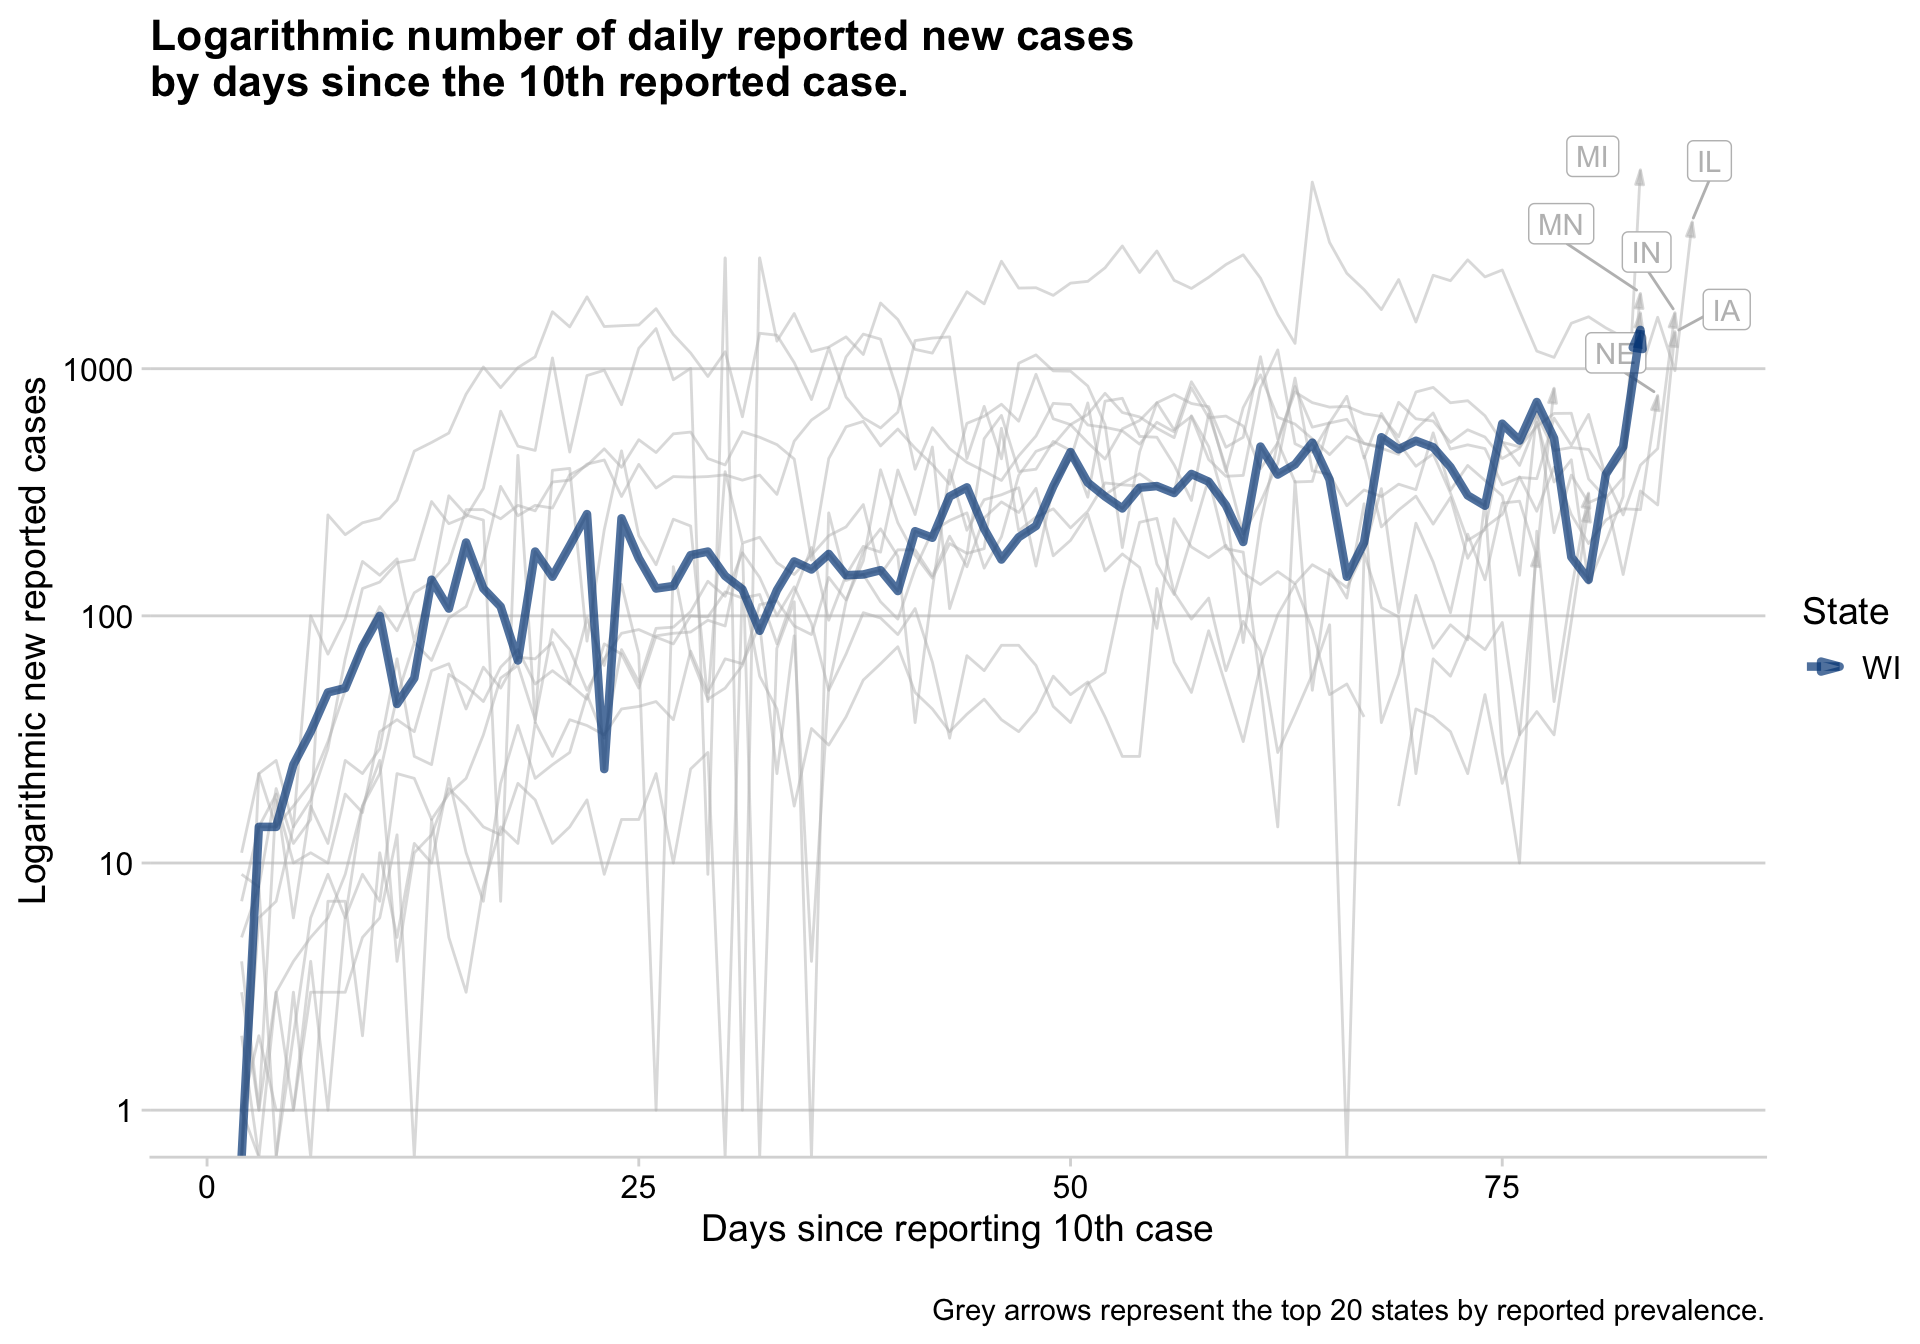 Logarithmic number of daily reported new cases
by days since the 10th reported case.
MI
IL
MN
IN
IA
NE
1000
100
10
1
Logarithmic new reported cases
0
25
50
75
Days since reporting 10th case
State
WI
Grey arrows represent the top 20 states by reported prevalence.